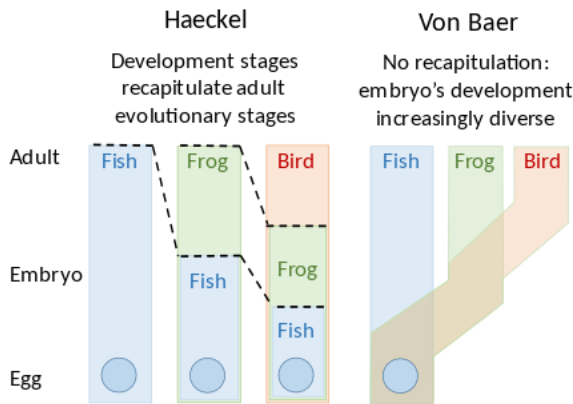 Haeckel
Development stages
recapitulate adult
evolutionary stages
Von Baer
No recapitulation:
embryo's development
increasingly diverse
Adult
Fish
Frog
Bird
Fish
Frog
Bird
Embryo
Fish
Frog
Fish
Egg